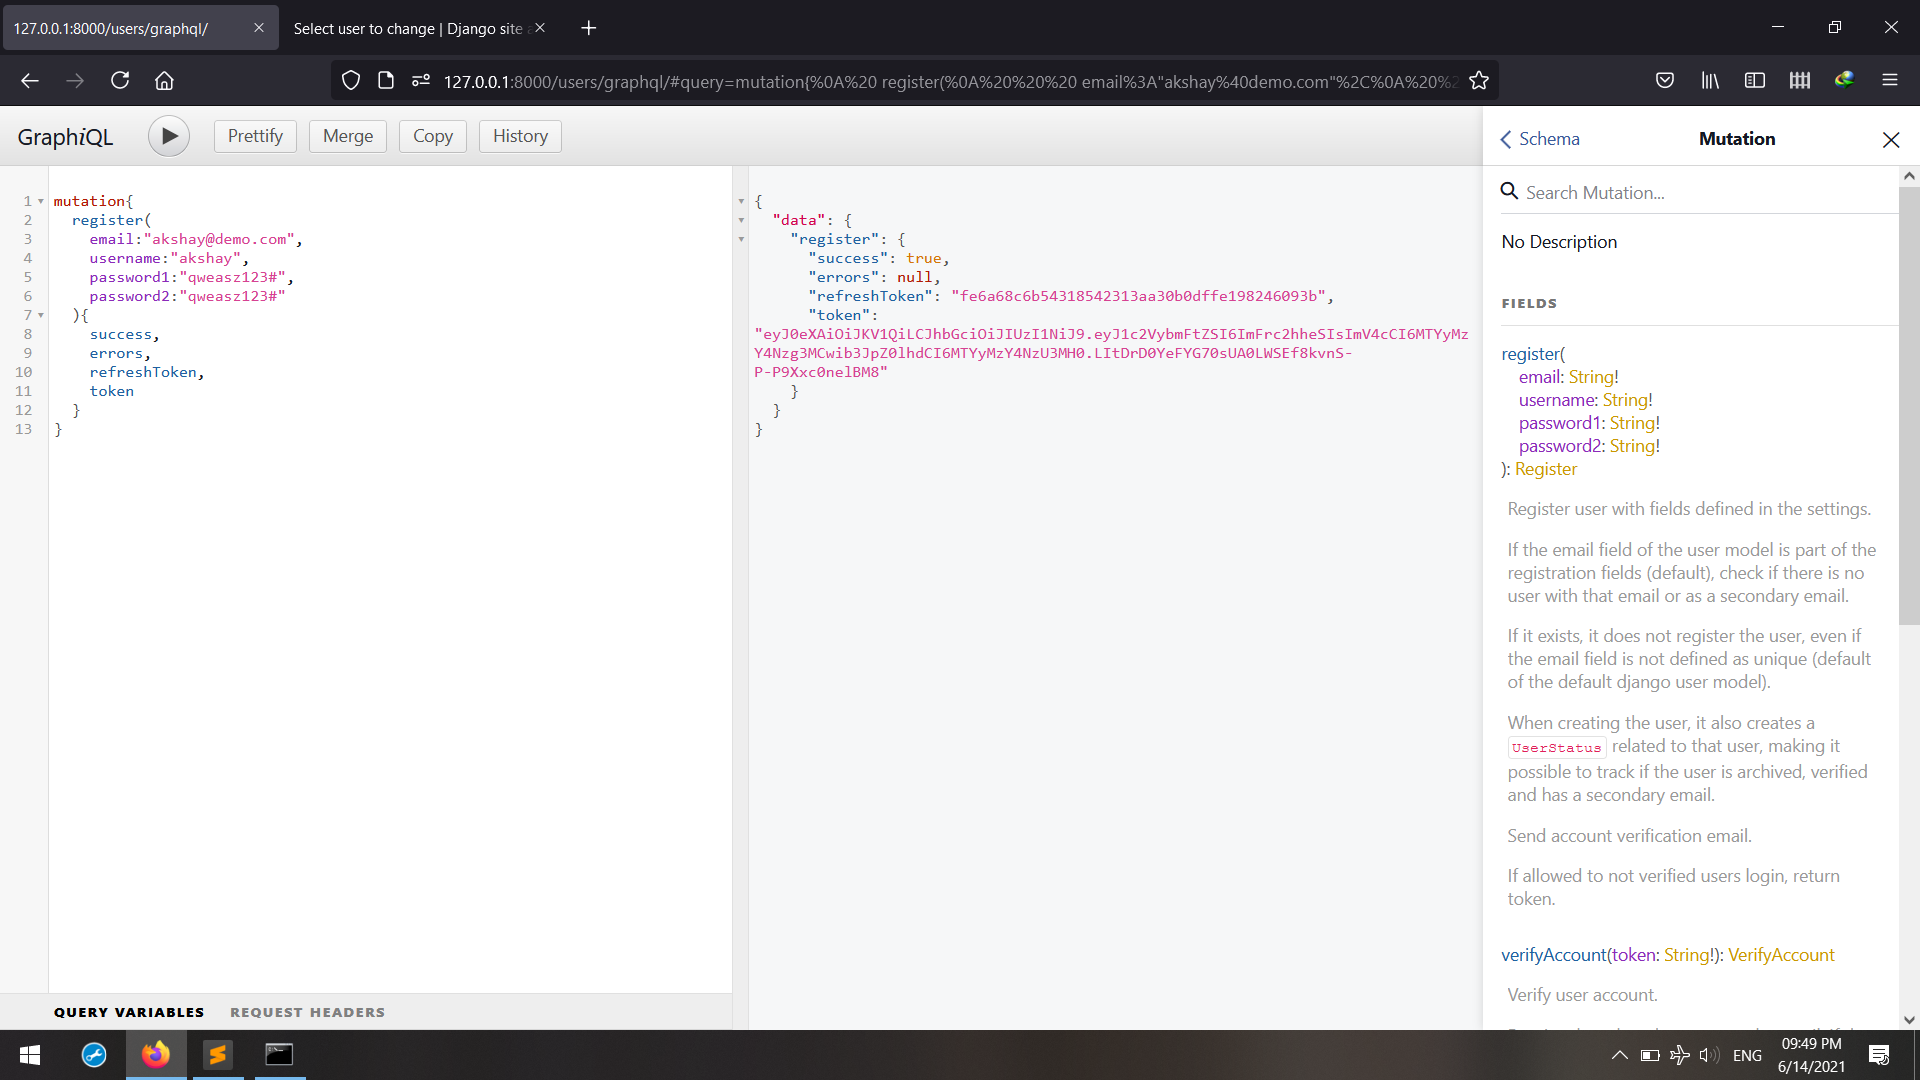 127.0.0.1:8000/users/graphql/
Select user to change | Django site
127.0.0.1:8000/users/graphql/#query=mutation{%0A%20 register(%0A%20%20%20 email%3A"akshay%40demo.com"%2C%0A%20%2
GraphiQL
Prettify
Merge
Copy
History
Schema
Mutation
1 mutation{
2 register(
3 email:"akshay@demo.com",
4 username:"akshay",
5 password1:"qweasz123#",
6 password2:"qweasz123#"
7 ){
8 success,
9 errors,
10 refreshToken,
11 token
12 }
13 }
QUERY VARIABLES
REQUEST HEADERS
{
"data": {
"register": {
"success": true,
"errors": null,
"refreshToken": "fe6a68c6b54318542313aa30b0dffe198246093b",
"token":
"eyJ0eXAiOiJKV1QiLCJhbGciOiJIUzI1NiJ9.eyJ1c2VybmFtZSI6ImFrc2hheSIsImV4cCI6MTYyMz
Y4Nzg3MCwib3JpZ0lhdCI6MTYyMzY4NzU3MH0.LItDrD0YeFYG70sUA0LWSEf8kvnS-
P-P9Xxc0nelBM8"
}
}
}
Search Mutation...
No Description
FIELDS
register(
email: String!
username: String!
password1: String!
password2: String!
): Register
Register user with fields defined in the settings.
If the email field of the user model is part of the
registration fields (default), check if there is no
user with that email or as a secondary email.
If it exists, it does not register the user, even if
the email field is not defined as unique (default
of the default django user model).
When creating the user, it also creates a
UserStatus related to that user, making it
possible to track if the user is archived, verified
and has a secondary email.
Send account verification email.
If allowed to not verified users login, return
token.
verifyAccount(token: String!): VerifyAccount
Verify user account.
ENG
09:49 PM
6/14/2021